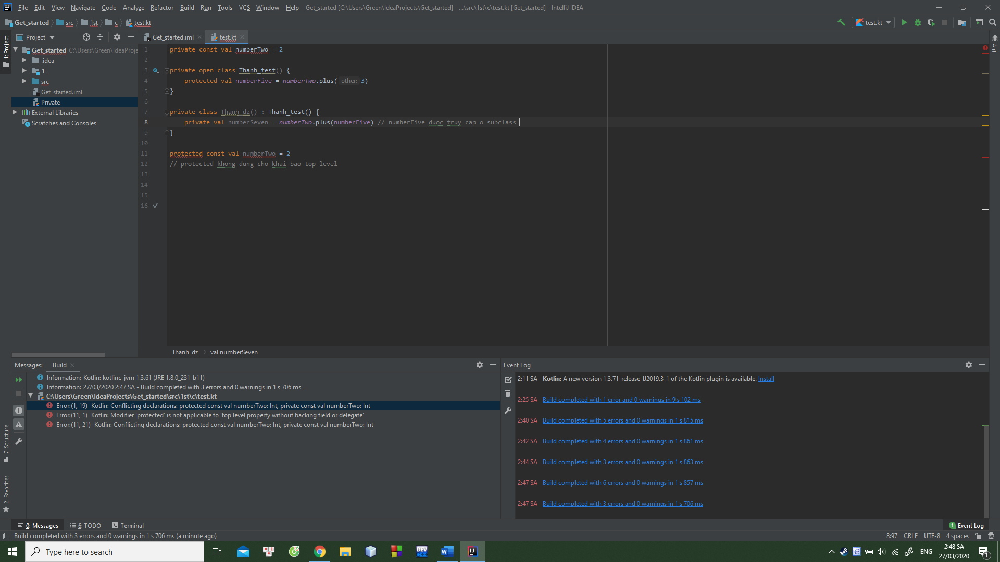 File Edit View Navigate Code Analyze Refactor Build Run Tools VCS Window Help Get_started [C:\Users\Green\IdeaProjects\Get_started] - ...\src\1st\c\test.kt [Get_started] - IntelliJ IDEA
Get_started src 1st c test.kt
test.kt
Project
Get_started.iml
test.kt
1: Project
Ant
Get_started C:\Users\Green\IdeaProje
.idea
1_
src
Get_started.iml
Private
External Libraries
Scratches and Consoles
1 private const val numberTwo = 2
2
3 private open class Thanh_test() {
4 protected val numberFive = numberTwo.plus( other: 3)
5 }
6
7 private class Thanh_dz() : Thanh_test() {
8 private val numberSeven = numberTwo.plus(numberFive) // numberFive duoc truy cap o subclass
9 }
10
11 protected const val numberTwo = 2
12 // protected khong dung cho khai bao top level
13
14
15
16
Thanh_dz val numberSeven
Messages: Build
Information: Kotlin: kotlinc-jvm 1.3.61 (JRE 1.8.0_231-b11)
Information: 27/03/2020 2:47 SA - Build completed with 3 errors and 0 warnings in 1 s 706 ms
C:\Users\Green\IdeaProjects\Get_started\src\1st\c\test.kt
Error:(1, 19) Kotlin: Conflicting declarations: protected const val numberTwo: Int, private const val numberTwo: Int
Error:(11, 1) Kotlin: Modifier 'protected' is not applicable to 'top level property without backing field or delegate'
Error:(11, 21) Kotlin: Conflicting declarations: protected const val numberTwo: Int, private const val numberTwo: Int
7: Structure
2: Favorites
Event Log
2:11 SA Kotlin: A new version 1.3.71-release-IJ2019.3-1 of the Kotlin plugin is available. Install
2:25 SA Build completed with 1 error and 0 warnings in 9 s 102 ms
2:40 SA Build completed with 5 errors and 0 warnings in 1 s 815 ms
2:42 SA Build completed with 4 errors and 0 warnings in 1 s 861 ms
2:44 SA Build completed with 3 errors and 0 warnings in 1 s 863 ms
2:47 SA Build completed with 6 errors and 0 warnings in 1 s 857 ms
2:47 SA Build completed with 3 errors and 0 warnings in 1 s 706 ms
0: Messages 6: TODO Terminal
1 Event Log
Build completed with 3 errors and 0 warnings in 1 s 706 ms (a minute ago)
8:97 CRLF UTF-8 4 spaces
Type here to search
DEV
W
IJ
ENG
2:48 SA
27/03/2020
1